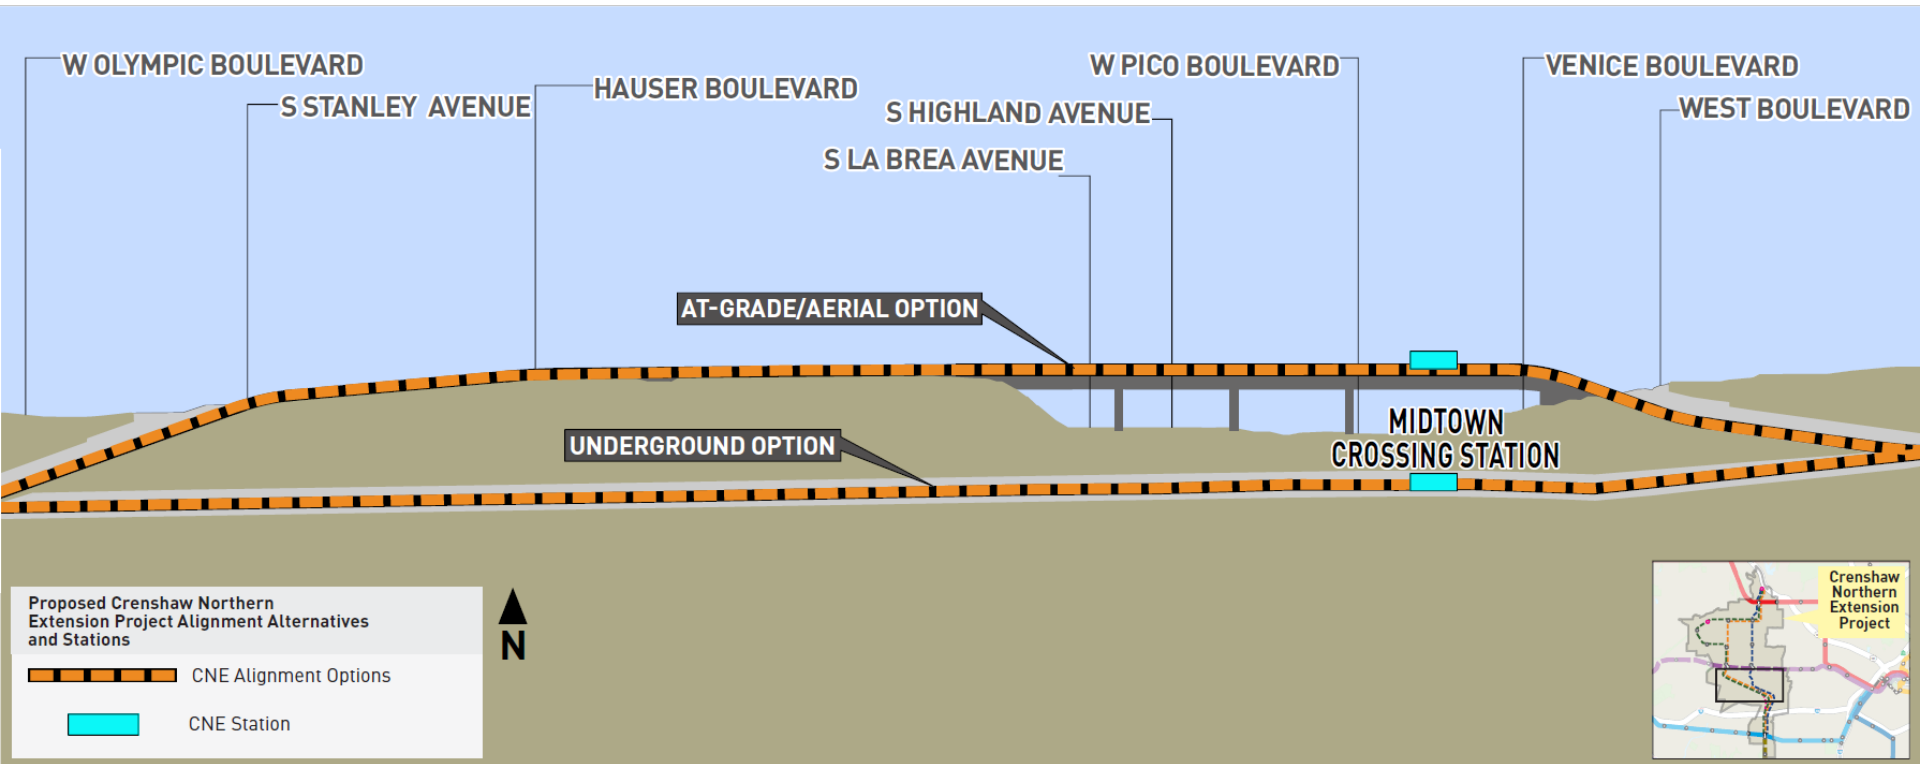 W OLYMPIC BOULEVARD
S STANLEY AVENUE
HAUSER BOULEVARD
S LA BREA AVENUE
S HIGHLAND AVENUE
W PICO BOULEVARD
VENICE BOULEVARD
WEST BOULEVARD
AT-GRADE/AERIAL OPTION
UNDERGROUND OPTION
MIDTOWN
CROSSING STATION
Proposed Crenshaw Northern
Extension Project Alignment Alternatives
and Stations
CNE Alignment Options
CNE Station
N
Crenshaw
Northern
Extension
Project